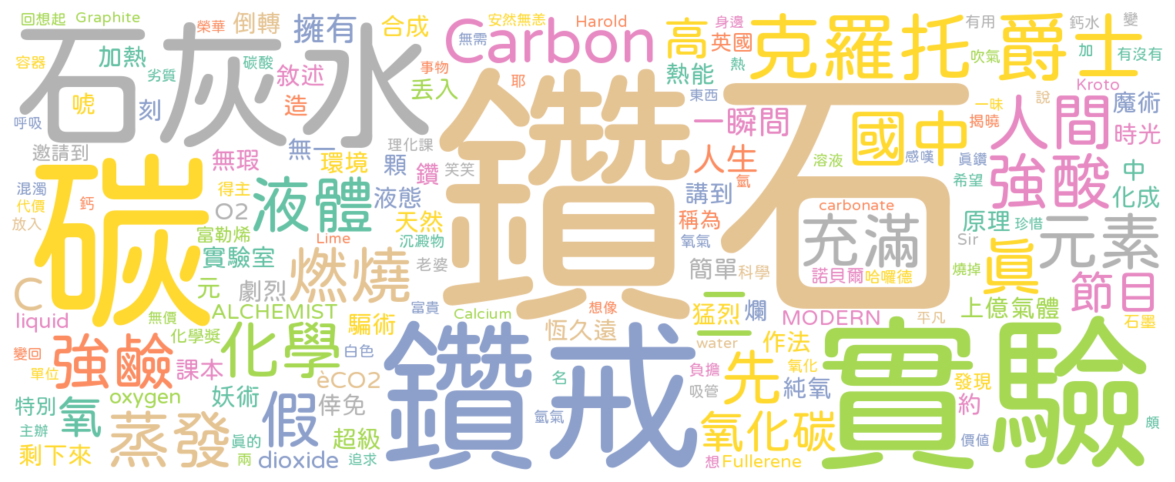 回想起 Graphite 榮華 倒轉 擁有 合成 安然無恙 Harold 身邊 有用 鈣水 變
石灰水 Carbon 高 英國 克羅托 爵士
容器 加熱 劣質 碳酸 敘述 無需 事物 熱能 熱 吹氣 加 有沒有
唬 刻 造 丟入 耶 東西 Kroto
呼吸 鑽石 一瞬間 國中 一昧 說 人間 魔術
邀請到 無瑕 無一 理化課 揭曉 時光
碳 環境 顆 鑽 笑笑 人生 溶液 感嘆 眞鑽 強酸 中
混濁 得主 液體 液態 講到 氫 希望 化成
代價 鈣 O2 稱為 carbonate 原理 珍惜
放入 富勒烯 Lime 天然 沉澱物 氧氣 充滿 Sir 元素
實驗室 燃燒 老婆 簡單 科學 諾貝爾 哈囉德 燒掉 眞
C 元 劇烈 富貴 想像 節目
liquid 無價 ALCHEMIST Calcium 恆久遠 二 猛烈 爛 MODERN 平凡 上億 氣體 石墨
變回 強鹼 化學獎 化學 騙術 白色 鑽戒 water 作法 實驗
單位 課本 èCO2 名 負擔 先 氧化 發現
特別 oxygen 妖術 倖免 吸管 純氧 約
主辦 氧 蒸發 眞的 假 超級 氬氣 氧化碳 價值 頗
剩下來 兩 dioxide 追求 想 Fullerene